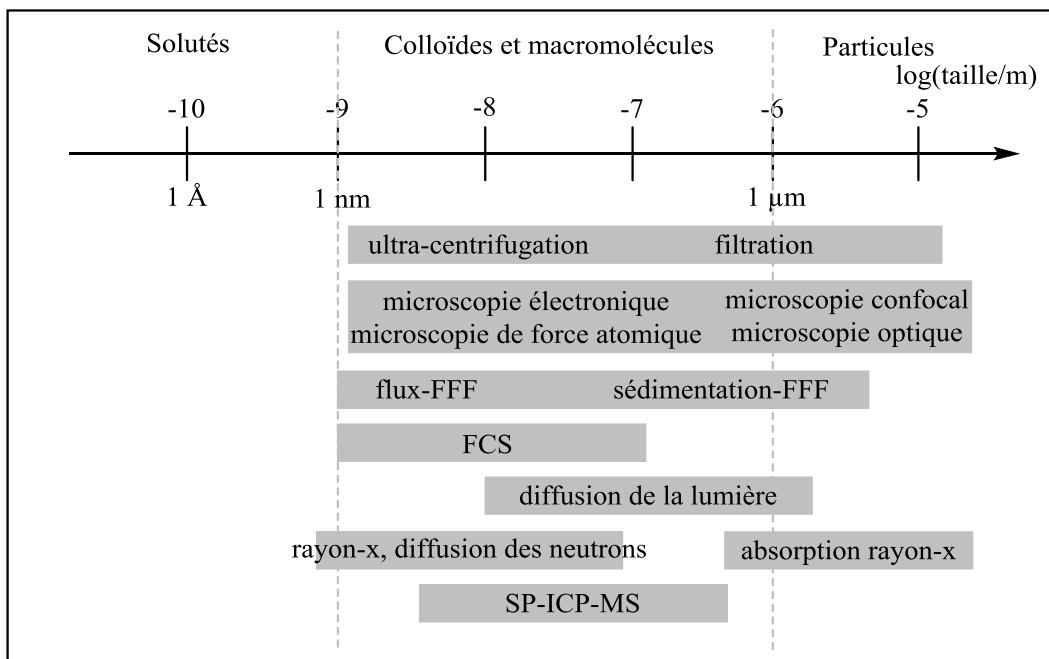 Solutés Colloïdes et macromolécules Particules
log(taille/m)
-10 -9 -8 -7 -6 -5
1 Å 1 nm 1 µm
ultra-centrifugation filtration
microscopie électronique microscopie confocal
microscopie de force atomique microscopie optique
flux-FFF sédimentation-FFF
FCS
diffusion de la lumière
rayon-x, diffusion des neutrons absorption rayon-x
SP-ICP-MS